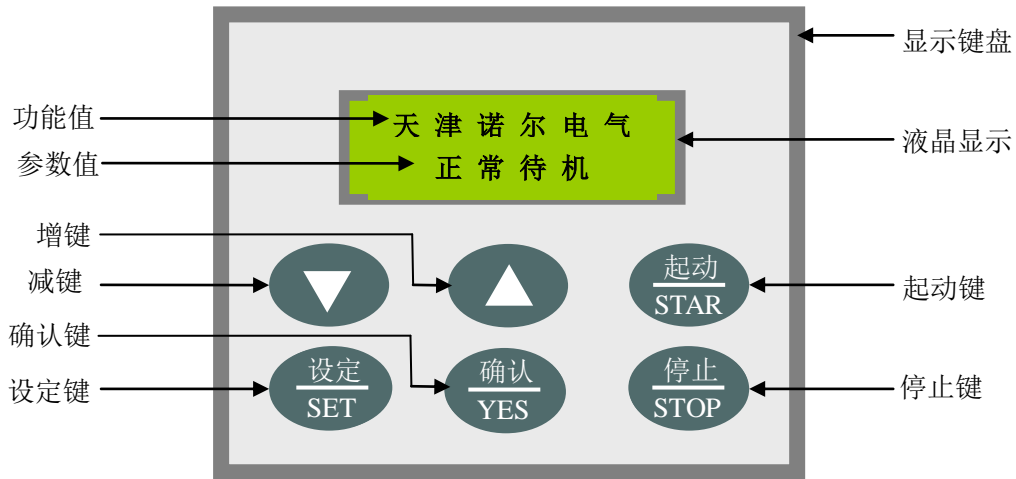 显示键盘
功能值
天津诺尔电气
液晶显示
参数值
正常待机
增键
减键
起动
STAR
起动键
确认键
设定
SET
确认
YES
停止
STOP
设定键
停止键